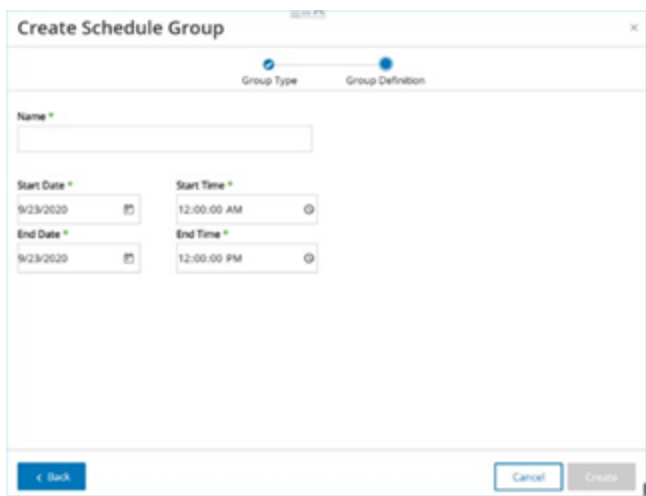 Create Schedule Group
Group Type Group Definition
Name *
Start Date * Start Time *
9/23/2020 12:00:00 AM
End Date * End Time *
9/23/2020 12:00:00 PM
< Back Cancel Create